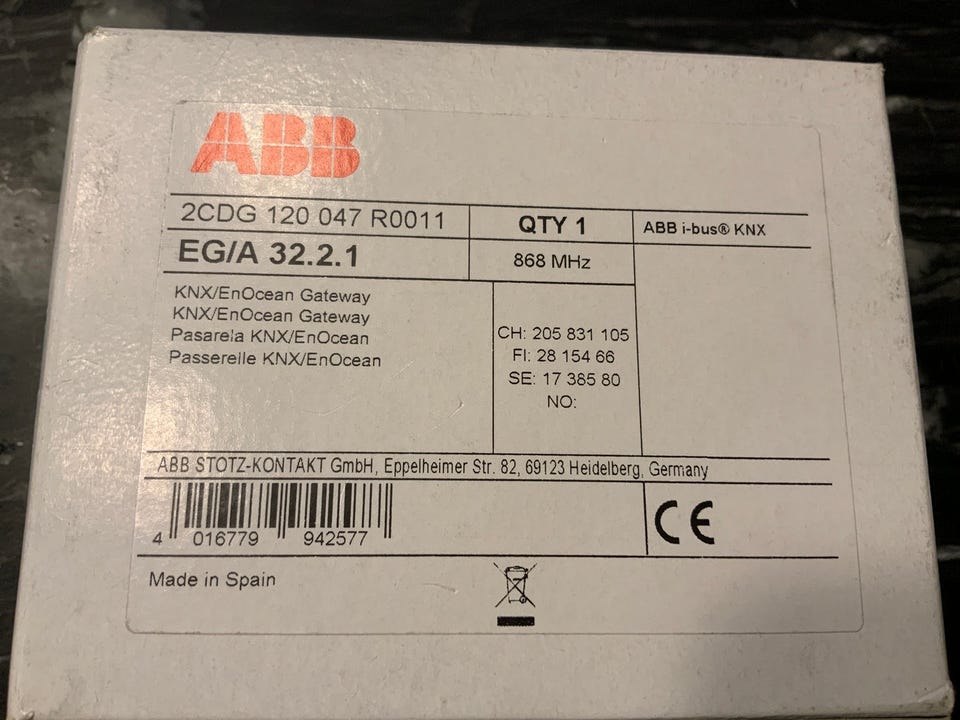 ABB
2CDG 120 047 R0011
QTY 1
ABB i-bus® KNX
EG/A 32.2.1
868 MHz
KNX/EnOcean Gateway
KNX/EnOcean Gateway
Pasarela KNX/EnOcean
Passerelle KNX/EnOcean
CH: 205 831 105
FI: 28 154 66
SE: 17 385 80
NO:
ABB STOTZ-KONTAKT GmbH, Eppelheimer Str. 82, 69123 Heidelberg, Germany
4 016779 942577
CE
Made in Spain